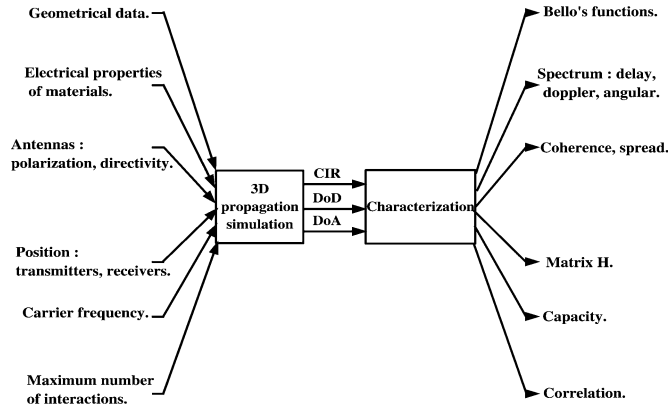 Geometrical data.
Electrical properties
of materials.
Antennas :
polarization, directivity.
Position :
transmitters, receivers.
Carrier frequency.
Maximum number
of interactions.
3D
propagation
simulation
CIR
DoD
DoA
Characterization
Bello's functions.
Spectrum : delay,
doppler, angular.
Coherence, spread.
Matrix H.
Capacity.
Correlation.